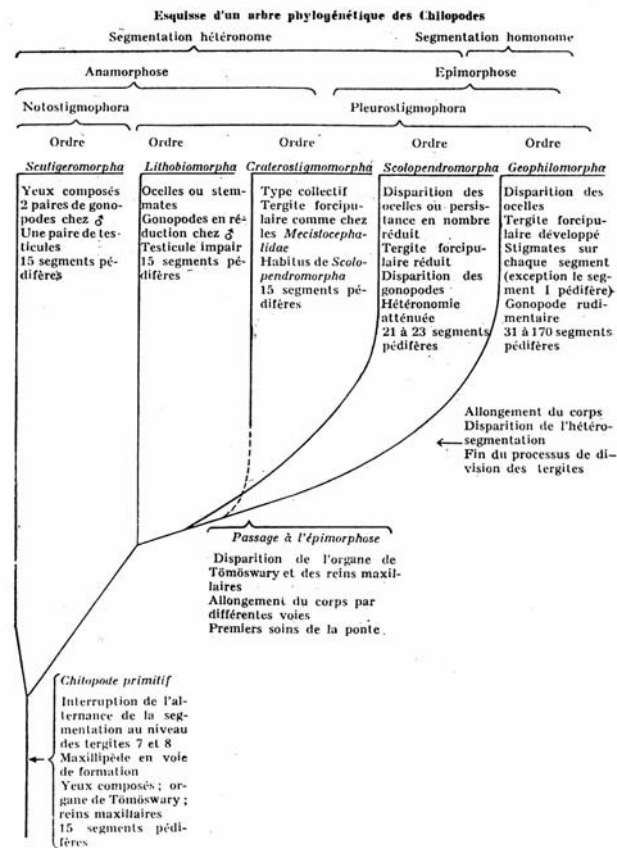 Esquisse d'un arbre phylogénétique des Chilopodes
Segmentation hétéronome
Segmentation homonome
Anamorphose
Epimorphose
Notostigmophora
Pleurostigmophora
Ordre
Ordre
Ordre
Ordre
Ordre
Scutigeromorpha
Lithobiomorpha
Craterostigmomorpha
Scolopendromorpha
Geophilomorpha
Yeux composés
2 paires de gono-
podes chez ♂
Une paire de tes-
ticules
15 segments pé-
difères
Ocelles ou stem-
mates
Gonopodes en ré-
duction chez ♂
Testicule impair
15 segments pé-
difères
Type collectif
Tergite forcipu-
laire comme chez
les Mecistocepha-
lidae
Habitus de Scolo-
pendromorpha
15 segments pé-
difères
Disparition des
ocelles ou persis-
tance en nombre
réduit
Tergite forcipu-
laire réduit
Disparition des
gonopodes
Hétéronomie
atténuée
21 à 23 segments
pédifères
Disparition des
ocelles
Tergite forcipu-
laire développé
Stigmates sur
chaque segment
(exception le seg-
ment I pédifère)
Gonopode rudi-
mentaire
31 à 170 segments
pédifères
Allongement du corps
Disparition de l'hétéro-
segmentation
Fin du processus de di-
vision des tergites
Passage à l'épimorphose
Disparition de l'organe de
Tömöswary et des reins maxil-
laires
Allongement du corps par
différentes voies
Premiers soins de la ponte.
Chilopode primitif
Interruption de l'al-
ternance de la seg-
mentation au niveau
des tergites 7 et 8
Maxillipède en voie
de formation
Yeux composés ; or-
gane de Tömöswary ;
reins maxillaires
15 segments pédi-
fères